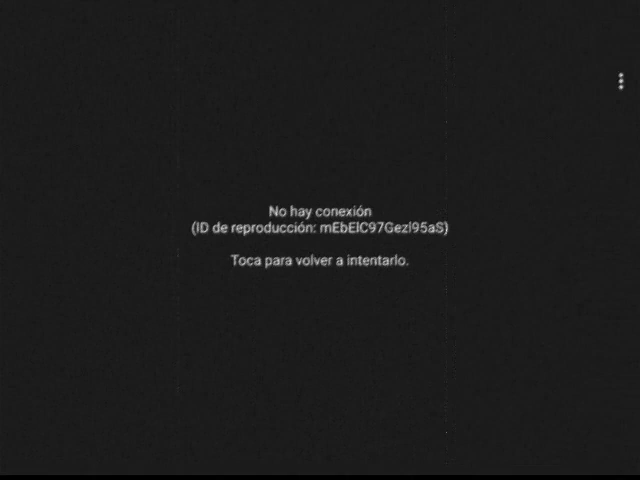 No hay conexión
(ID de reproducción: mEbElC97Gezl95aS)
Toca para volver a intentarlo.